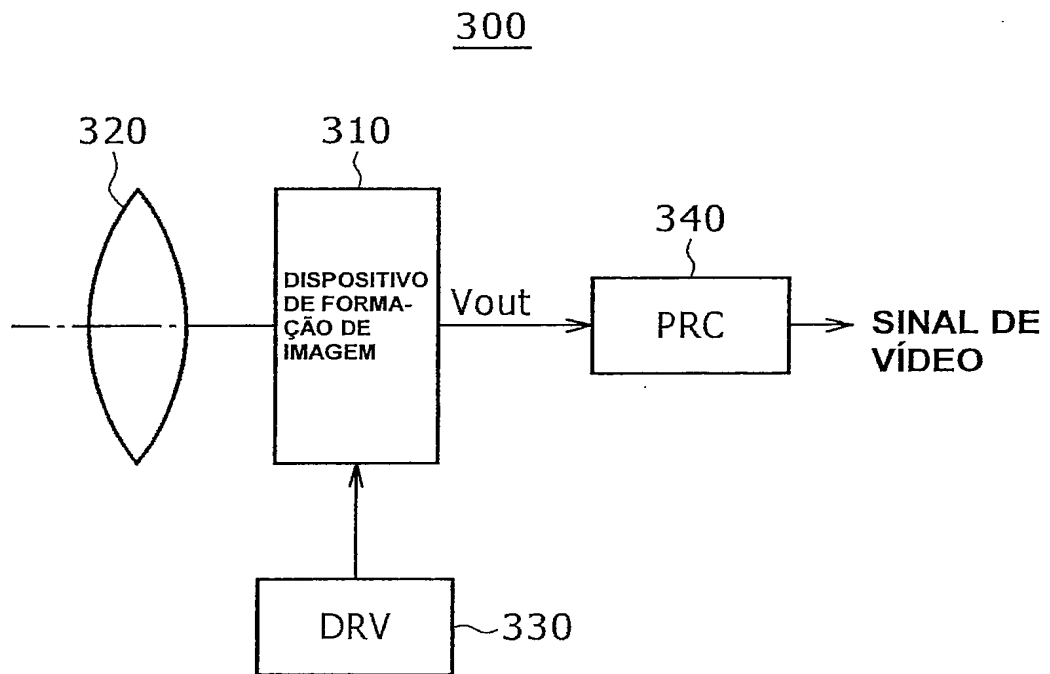 300
320
310
340
DISPOSITIVO
DE FORMA-
ÇÃO DE
IMAGEM
Vout
PRC
SINAL DE
VÍDEO
DRV
330